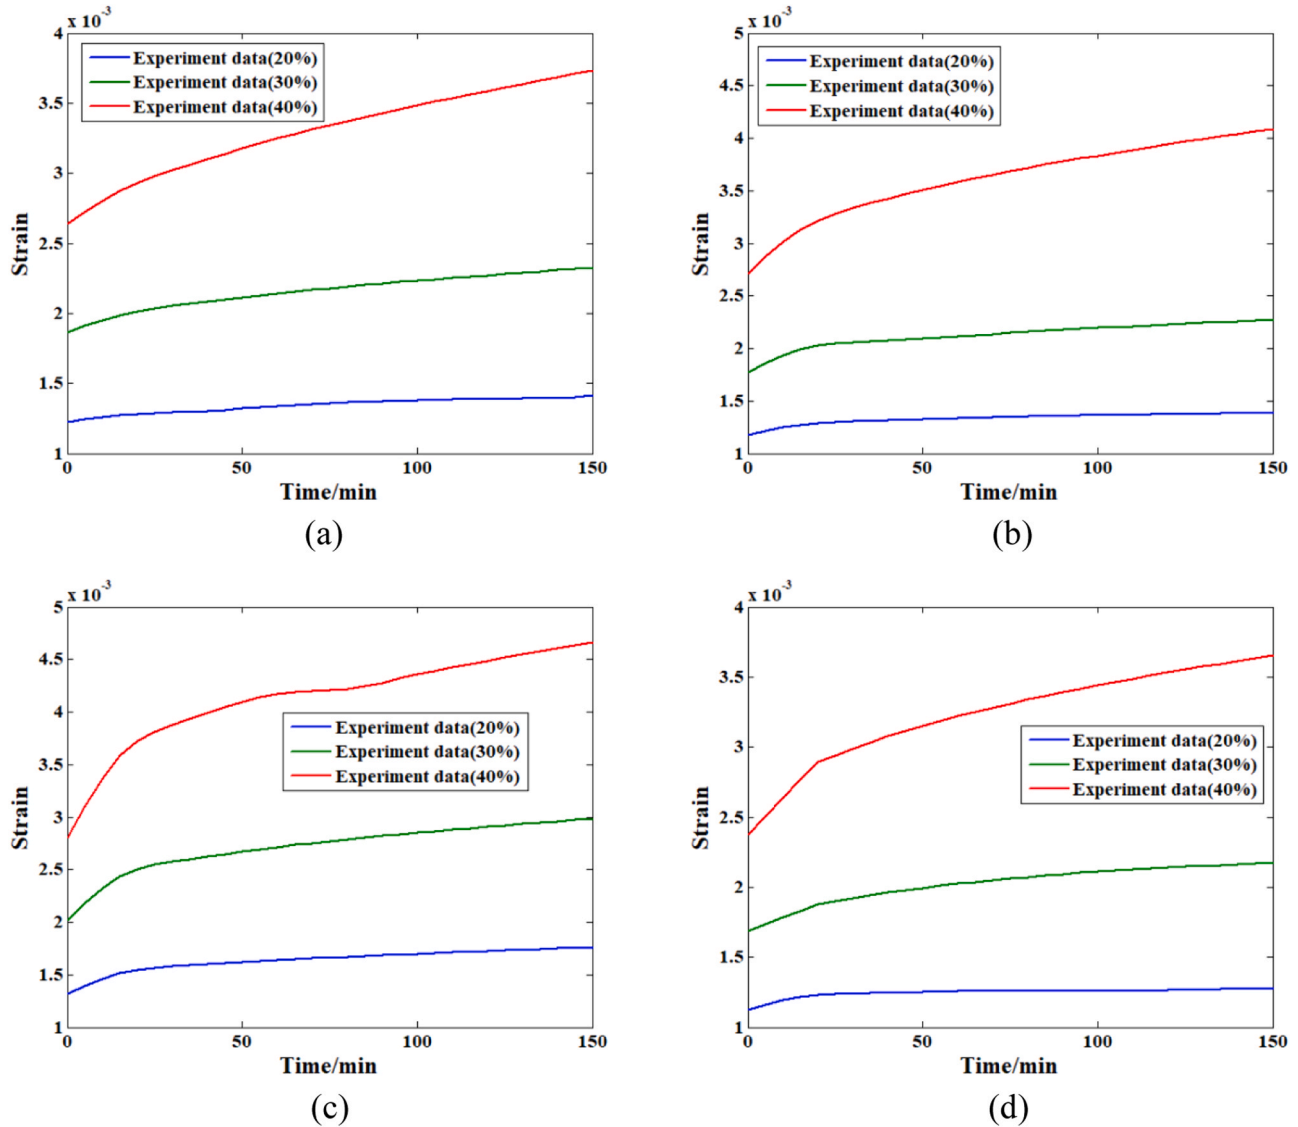 x 10^-3
4
3.5
3
2.5
2
1.5
1
Strain
Experiment data(20%)
Experiment data(30%)
Experiment data(40%)
0 50 100 150
Time/min
(a)
x 10^-3
5
4.5
4
3.5
3
2.5
2
1.5
1
Strain
Experiment data(20%)
Experiment data(30%)
Experiment data(40%)
0 50 100 150
Time/min
(b)
x 10^-3
5
4.5
4
3.5
3
2.5
2
1.5
1
Strain
Experiment data(20%)
Experiment data(30%)
Experiment data(40%)
0 50 100 150
Time/min
(c)
x 10^-3
4
3.5
3
2.5
2
1.5
1
Strain
Experiment data(20%)
Experiment data(30%)
Experiment data(40%)
0 50 100 150
Time/min
(d)